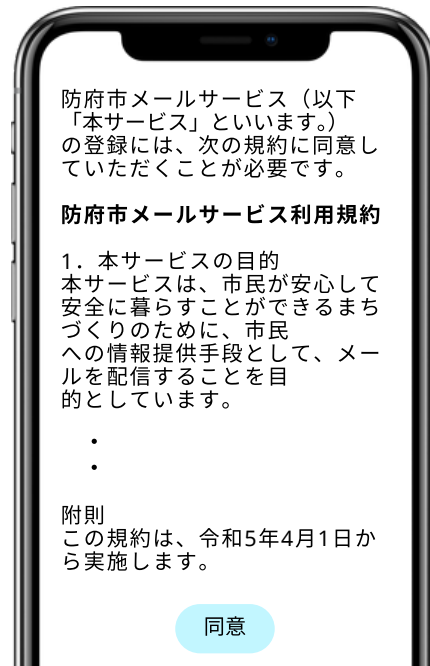 防府市メールサービス（以下
「本サービス」といいます。）
の登録には、次の規約に同意し
ていただくことが必要です。
防府市メールサービス利用規約
1．本サービスの目的
本サービスは、市民が安心して
安全に暮らすことができるまち
づくりのために、市民
への情報提供手段として、メー
ルを配信することを目
的としています。
・
・
附則
この規約は、令和5年4月1日か
ら実施します。
同意